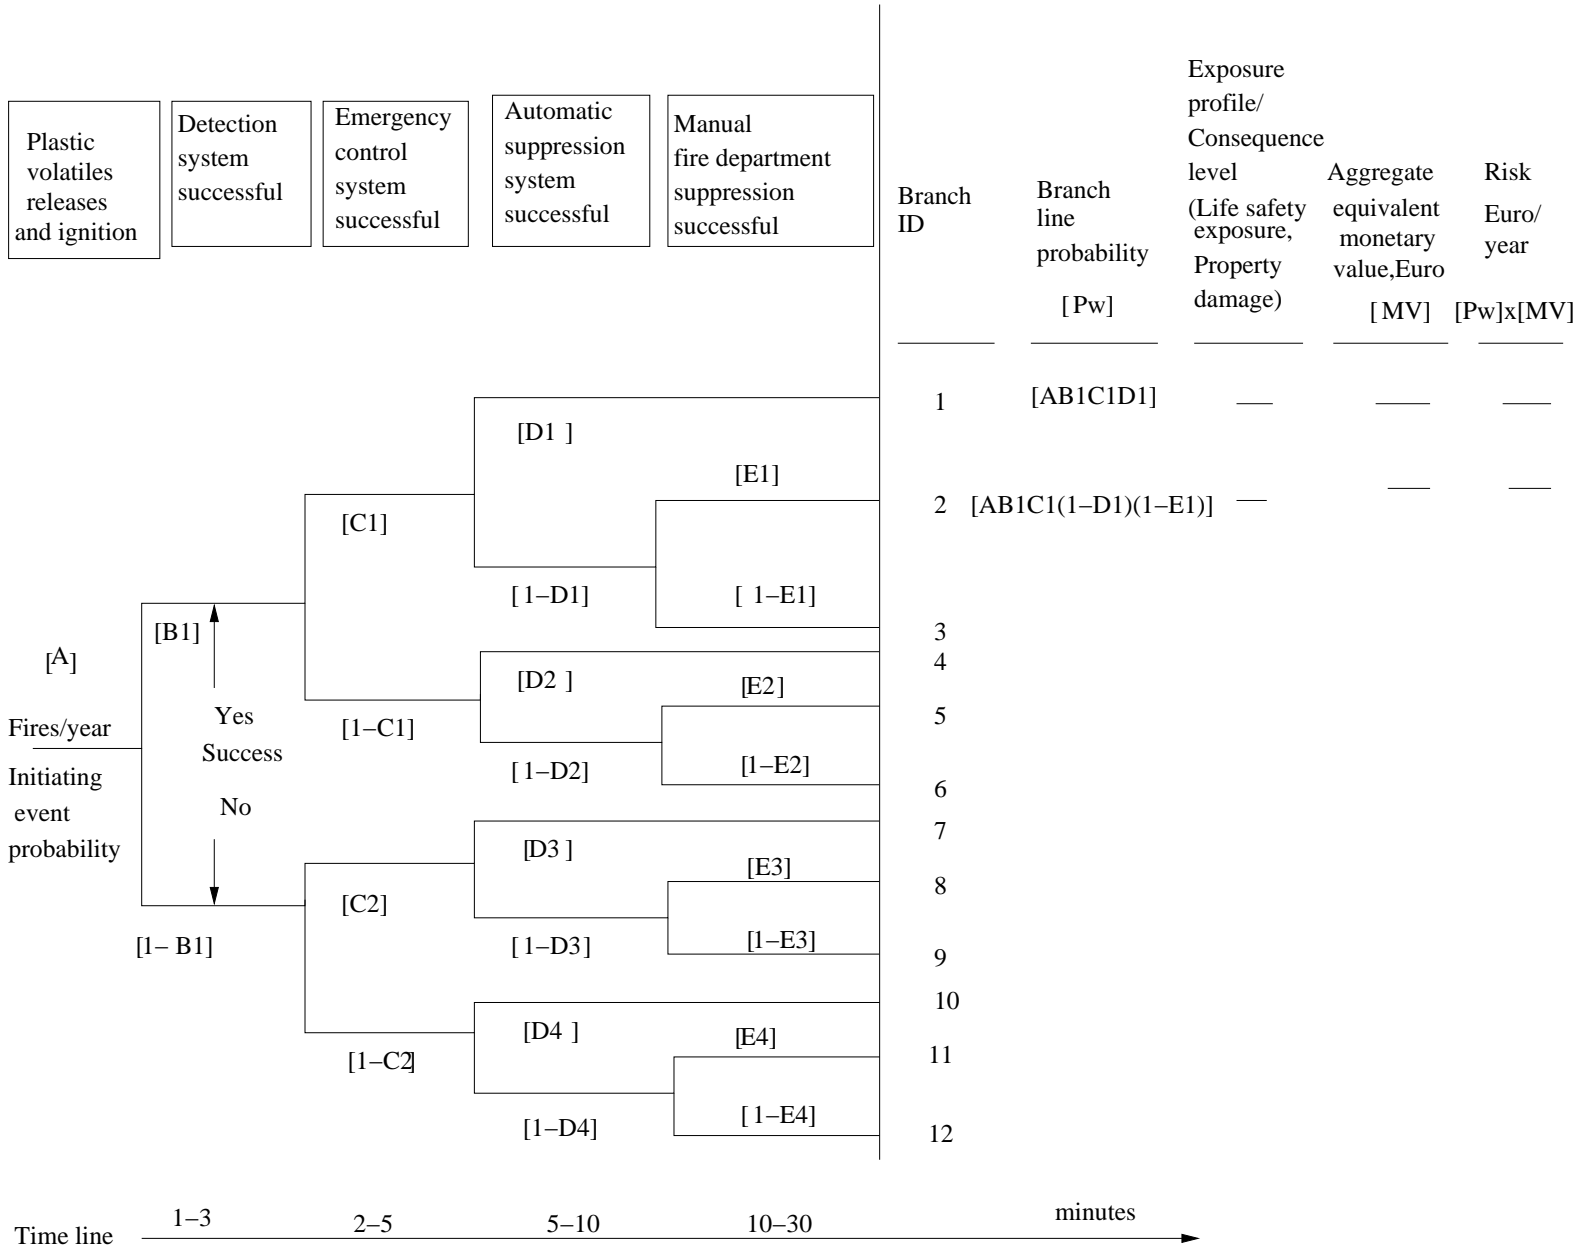 Plastic
volatiles
releases
and ignition
Detection
system
successful
Emergency
control
system
successful
Automatic
suppression
system
successful
Manual
fire department
suppression
successful
Branch
ID
Branch
line
probability
[Pw]
Exposure
profile/
Consequence
level
(Life safety
exposure,
Property
damage)
Aggregate
equivalent
monetary
value,Euro
[MV]
Risk
Euro/
year
[Pw]x[MV]
1
[AB1C1D1]
[D1 ]
[E1]
2
[AB1C1(1–D1)(1–E1)]
[C1]
[1–D1]
[ 1–E1]
3
[B1]
[A]
4
[D2 ]
[E2]
5
Yes
Success
[1–C1]
Fires/year
[1–D2]
[1–E2]
6
Initiating
event
probability
No
7
[D3 ]
[E3]
8
[C2]
[1– B1]
[1–D3]
[1–E3]
9
10
[D4 ]
[E4]
11
[1–C2]
[1–D4]
[1–E4]
12
Time line
1–3
2–5
5–10
10–30
minutes